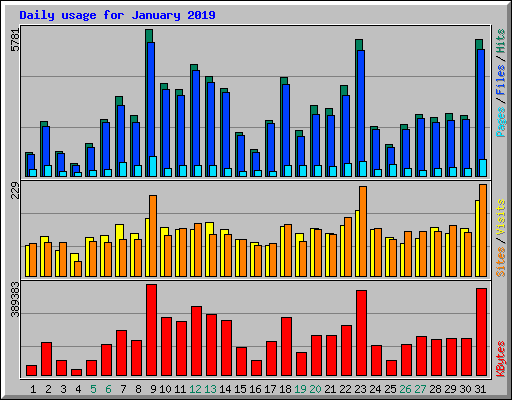 Daily usage for January 2019
5781
Pages / Files / Hits
229
Sites / Visits
389383
KBytes
1 2 3 4 5 6 7 8 9 10 11 12 13 14 15 16 17 18 19 20 21 22 23 24 25 26 27 28 29 30 31